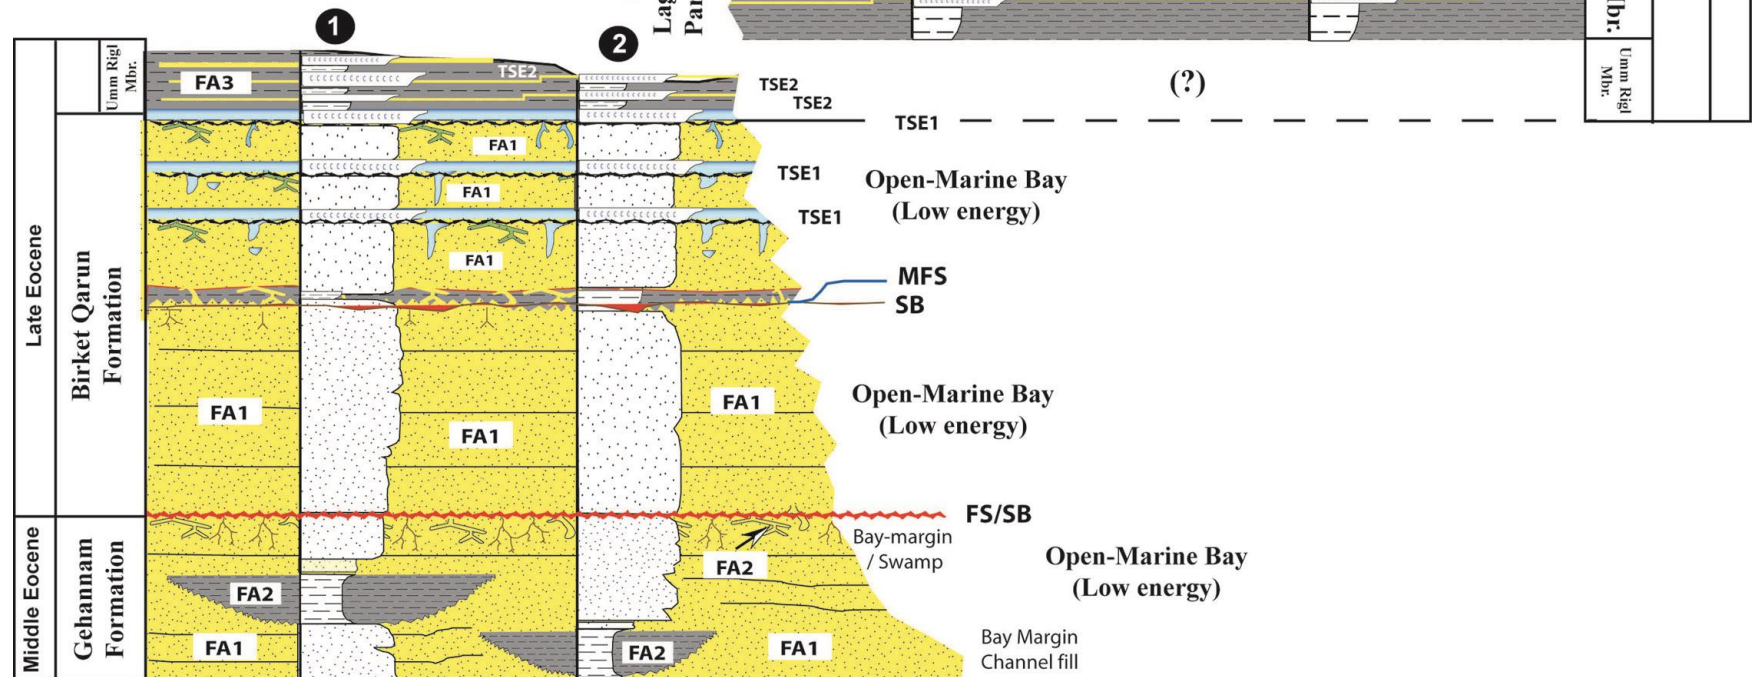 1
2
Lag
Par
Mbr.
Umm Rigl
Mbr.
FA3
TSE2
TSE2
TSE2
(?)
Umm Rigl
Mbr.
TSE1
FA1
TSE1
Open-Marine Bay
(Low energy)
FA1
TSE1
FA1
MFS
SB
Late Eocene
Birket Qarun
Formation
FA1
FA1
FA1
Open-Marine Bay
(Low energy)
FS/SB
Bay-margin
/ Swamp
FA2
Open-Marine Bay
(Low energy)
Middle Eocene
Gehannam
Formation
FA2
FA1
FA2
FA1
Bay Margin
Channel fill